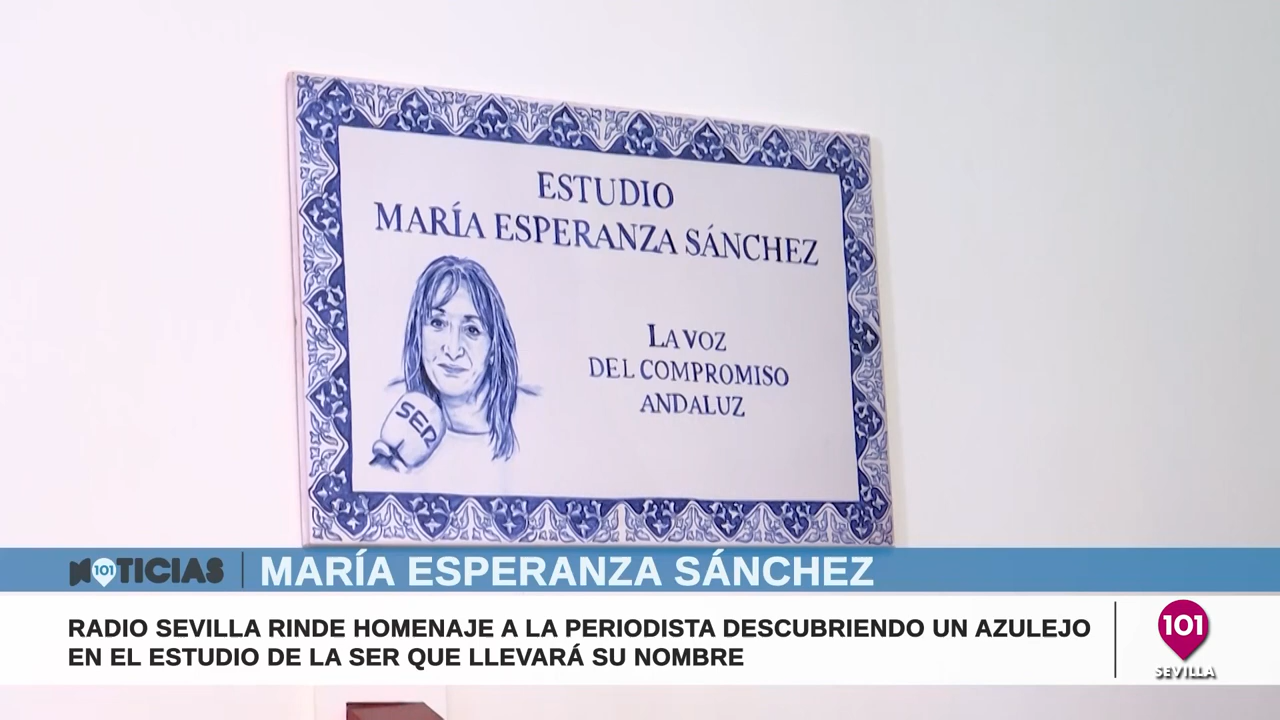 ESTUDIO
MARÍA ESPERANZA SÁNCHEZ
LA VOZ
DEL COMPROMISO
ANDALUZ
SER
NOTICIAS
101
MARÍA ESPERANZA SÁNCHEZ
RADIO SEVILLA RINDE HOMENAJE A LA PERIODISTA DESCUBRIENDO UN AZULEJO
EN EL ESTUDIO DE LA SER QUE LLEVARÁ SU NOMBRE
101
SEVILLA